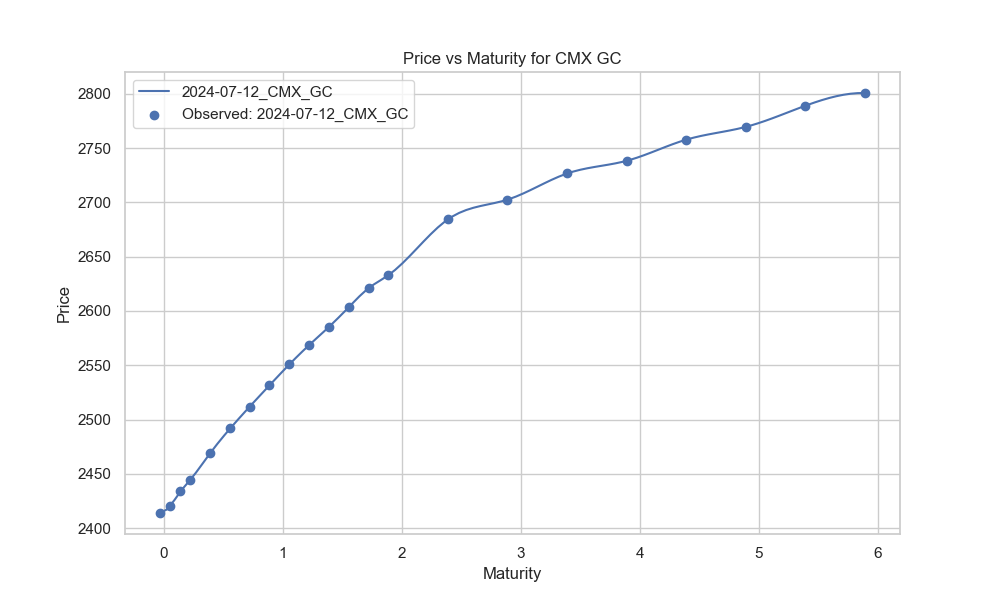 Price vs Maturity for CMX GC
2024-07-12_CMX_GC
Observed: 2024-07-12_CMX_GC
Price
2800
2750
2700
2650
2600
2550
2500
2450
2400
0 1 2 3 4 5 6
Maturity